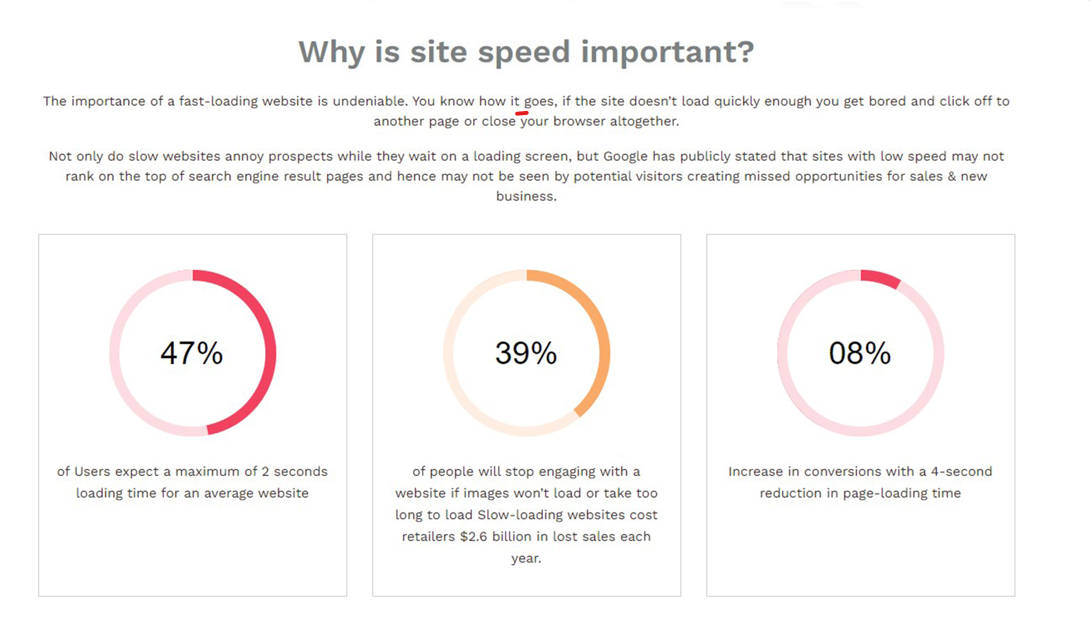 Why is site speed important?
The importance of a fast-loading website is undeniable. You know how it goes, if the site doesn't load quickly enough you get bored and click off to
another page or close your browser altogether.
Not only do slow websites annoy prospects while they wait on a loading screen, but Google has publicly stated that sites with low speed may not
rank on the top of search engine result pages and hence may not be seen by potential visitors creating missed opportunities for sales & new
business.
47%
of Users expect a maximum of 2 seconds
loading time for an average website
39%
of people will stop engaging with a
website if images won't load or take too
long to load Slow-loading websites cost
retailers $2.6 billion in lost sales each
year.
08%
Increase in conversions with a 4-second
reduction in page-loading time